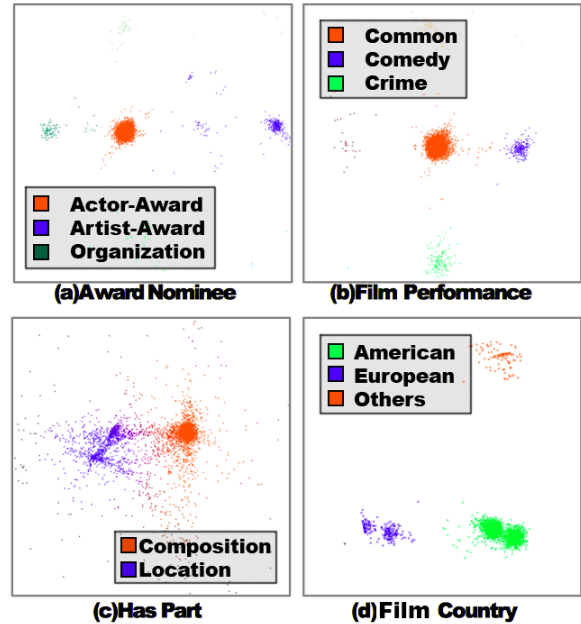 Actor-Award
Artist-Award
Organization
(a)Award Nominee
Common
Comedy
Crime
(b)Film Performance
Composition
Location
(c)Has Part
American
European
Others
(d)Film Country